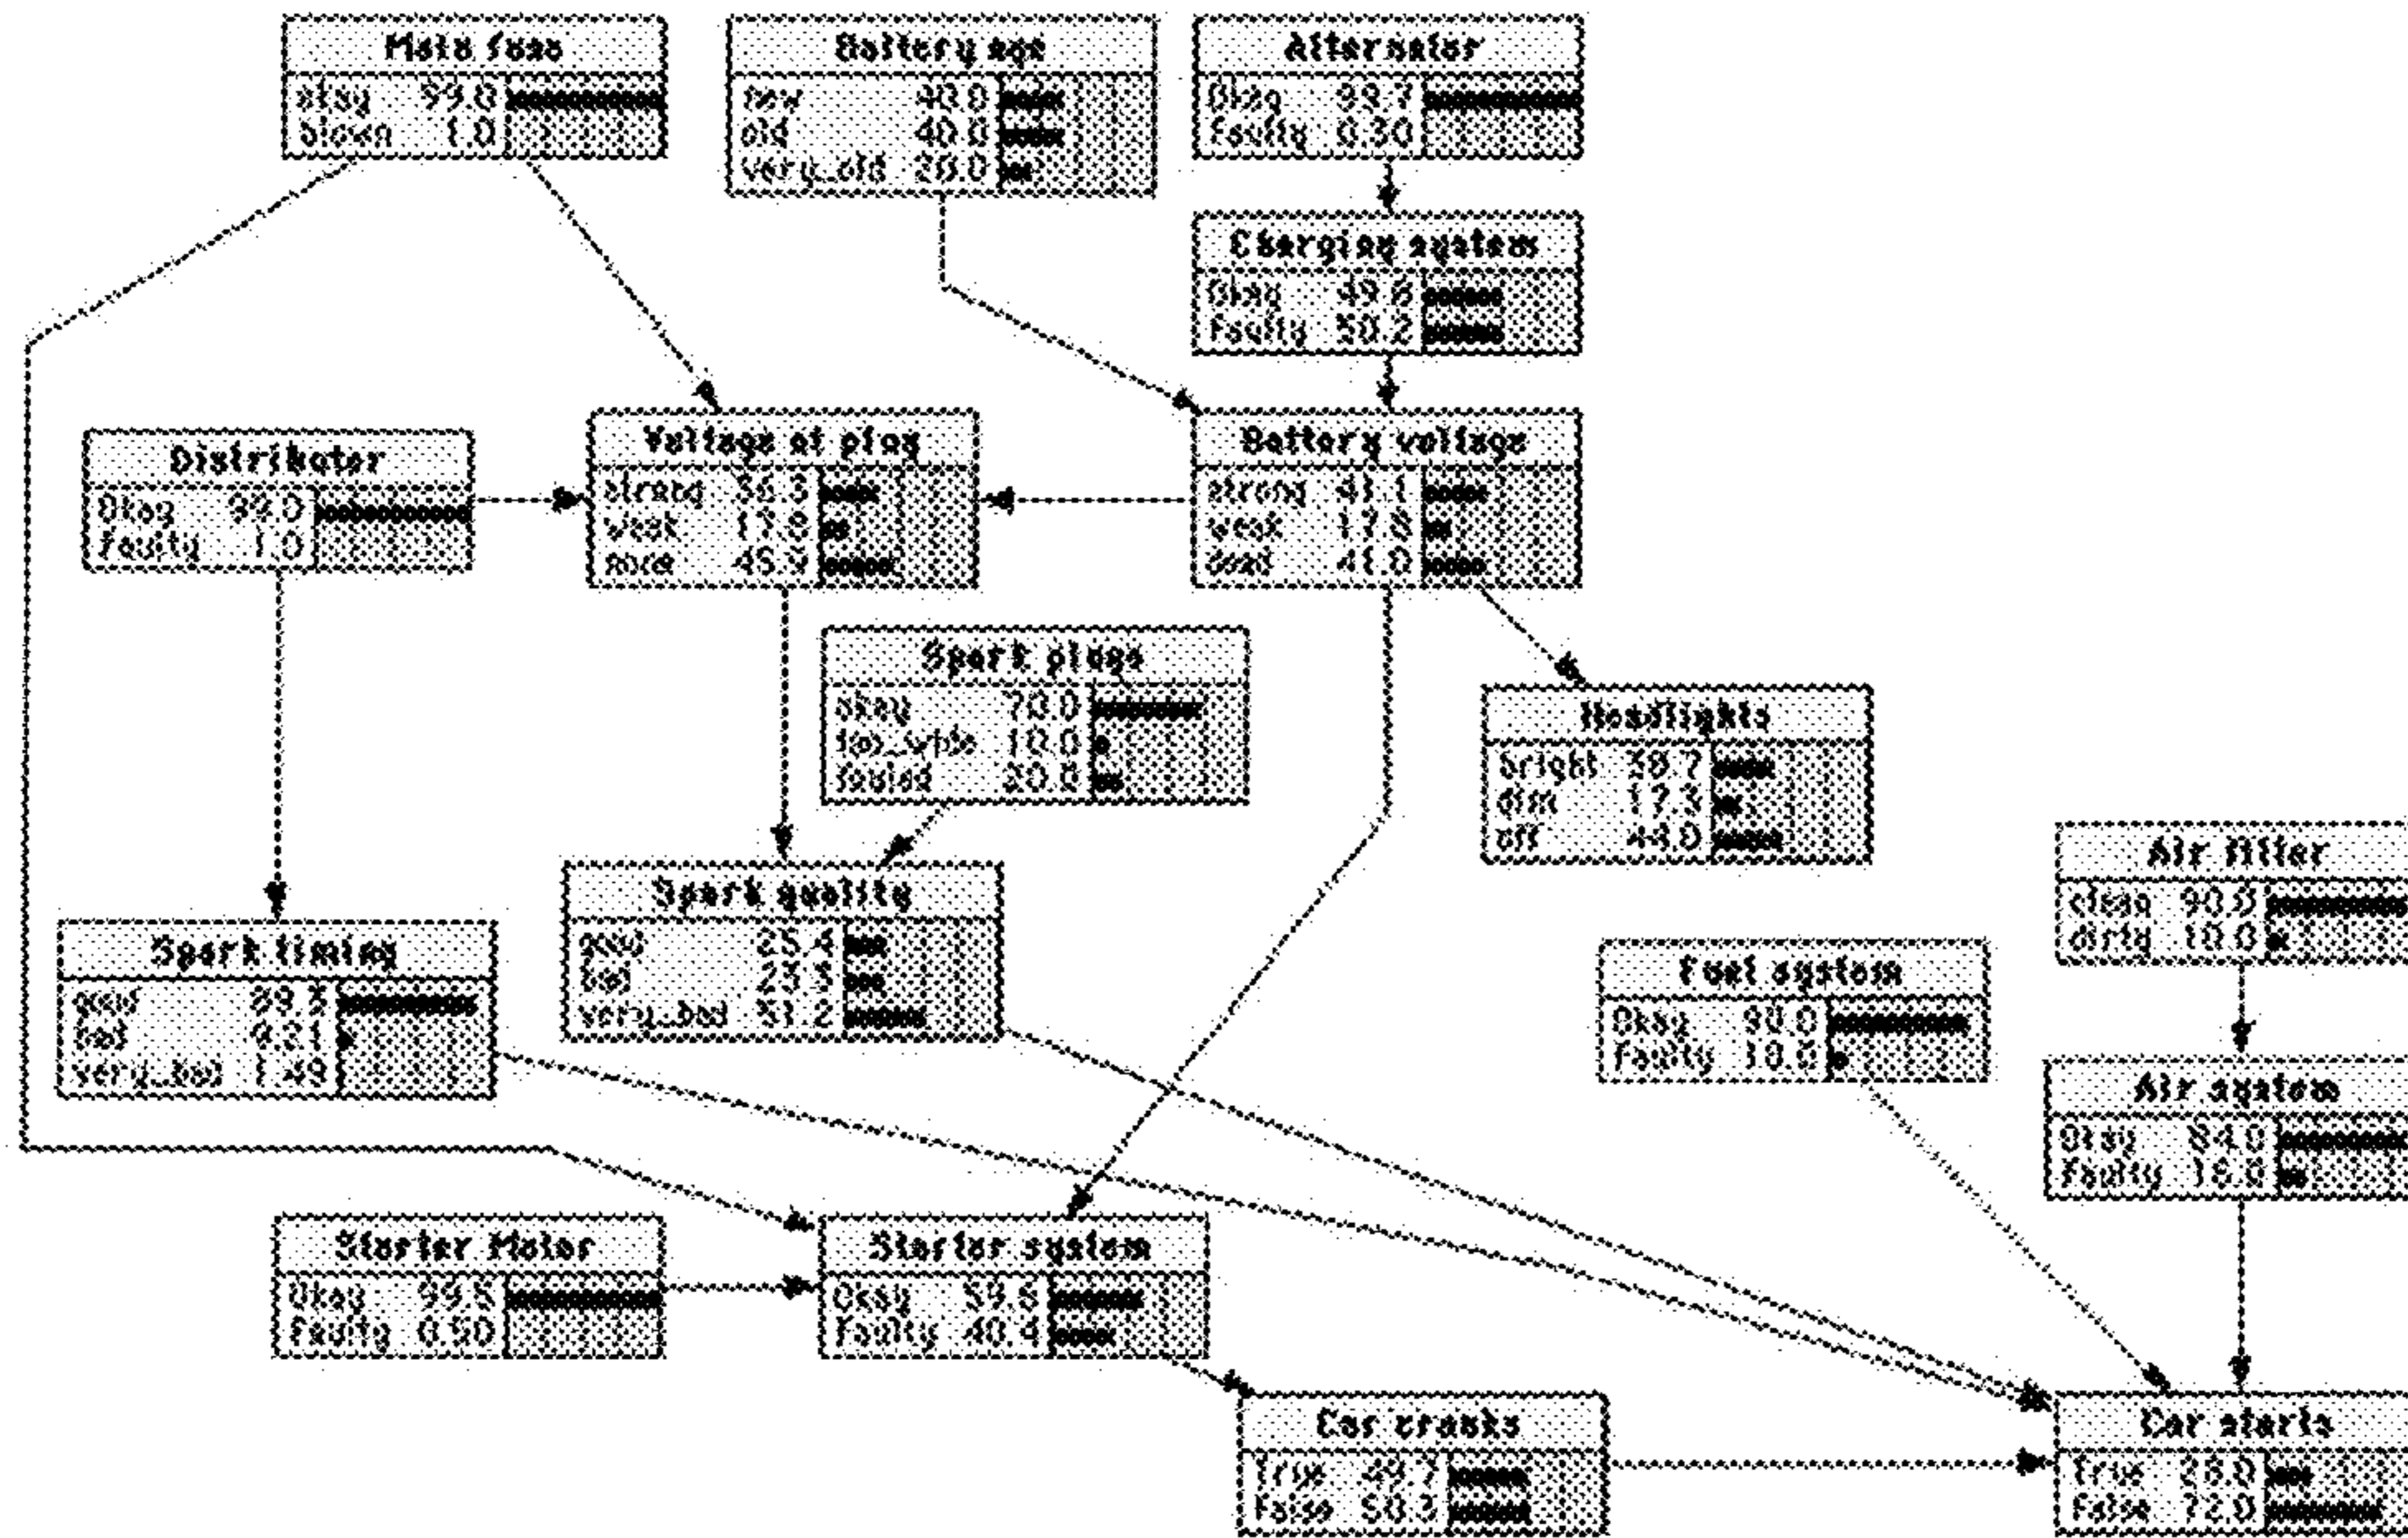 Main fuse
okay 99.0
blown 1.0
Battery age
new 40.0
old 40.0
very_old 20.0
Alternator
Okay 99.7
Faulty 0.30
Charging system
Okay 49.8
Faulty 50.2
Distributer
Okay 99.0
Faulty 1.0
Voltage at plug
strong 36.3
weak 17.8
none 45.9
Battery voltage
strong 41.1
weak 17.8
dead 41.0
Spark plugs
okay 70.0
too_wide 10.0
fouled 20.0
Headlights
bright 38.7
dim 17.3
off 44.0
Spark timing
good 89.3
bad 9.21
very_bad 1.49
Spark quality
good 25.4
bad 23.3
very_bad 51.2
Fuel system
Okay 90.0
Faulty 10.0
Air filter
clean 90.0
dirty 10.0
Air system
Okay 84.0
Faulty 16.0
Starter Motor
Okay 99.5
Faulty 0.50
Starter system
Okay 59.6
Faulty 40.4
Car cranks
True 49.7
False 50.3
Car starts
True 28.0
False 72.0